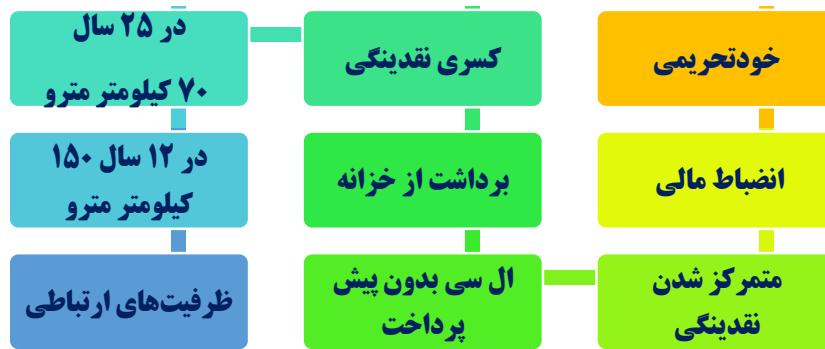 خودتحریمی
کسری نقدینگی
در ۲۵ سال
۷۰ کیلومتر مترو
انضباط مالی
برداشت از خزانه
در ۱۲ سال ۱۵۰
کیلومتر مترو
متمرکز شدن
نقدینگی
ال سی بدون پیش
پرداخت
ظرفیت‌های ارتباطی